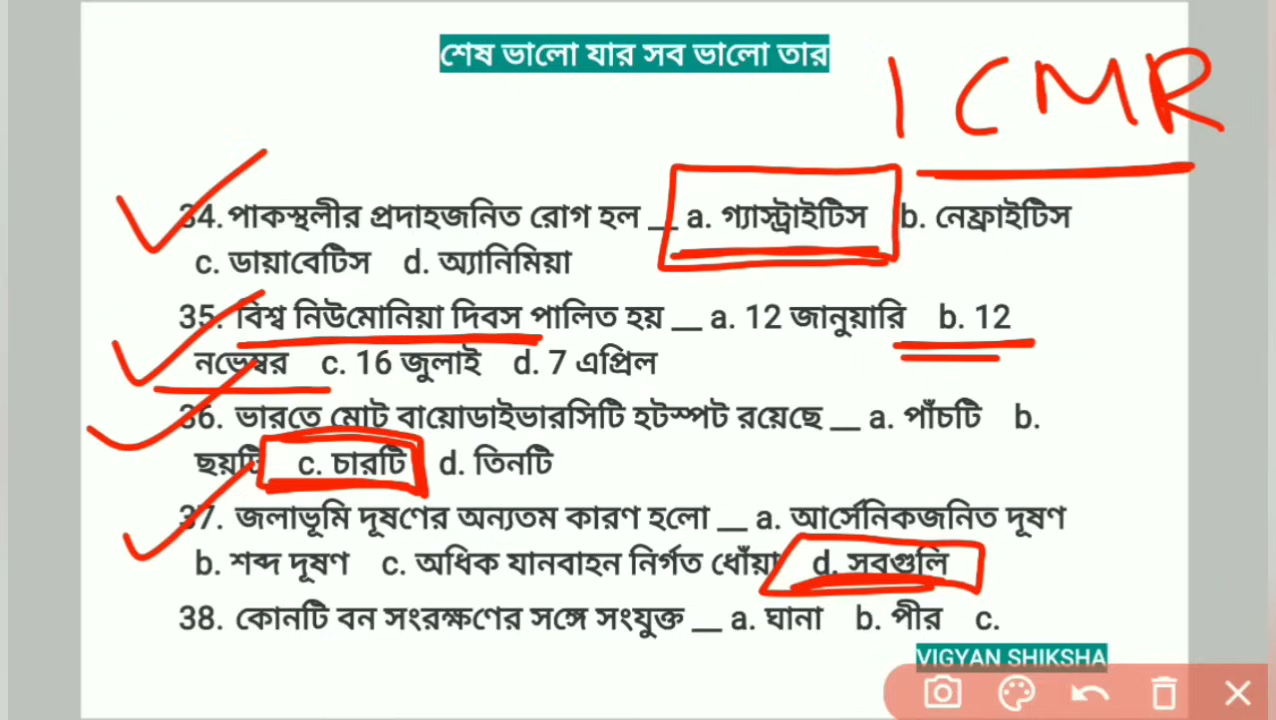 শেষ ভালো যার সব ভালো তার
ICMR
34. পাকস্থলীর প্রদাহজনিত রোগ হল __ a. গ্যাস্ট্রাইটিস b. নেফ্রাইটিস
c. ডায়াবেটিস d. অ্যানিমিয়া
35. বিশ্ব নিউমোনিয়া দিবস পালিত হয় __ a. 12 জানুয়ারি b. 12
নভেম্বর c. 16 জুলাই d. 7 এপ্রিল
36. ভারতে মোট বায়োডাইভারসিটি হটস্পট রয়েছে __ a. পাঁচটি b.
ছয়টি c. চারটি d. তিনটি
37. জলাভূমি দূষণের অন্যতম কারণ হলো __ a. আর্সেনিকজনিত দূষণ
b. শব্দ দূষণ c. অধিক যানবাহন নির্গত ধোঁয়া d. সবগুলি
38. কোনটি বন সংরক্ষণের সঙ্গে সংযুক্ত __ a. ঘানা b. পীর c.
VIGYAN SHIKSHA